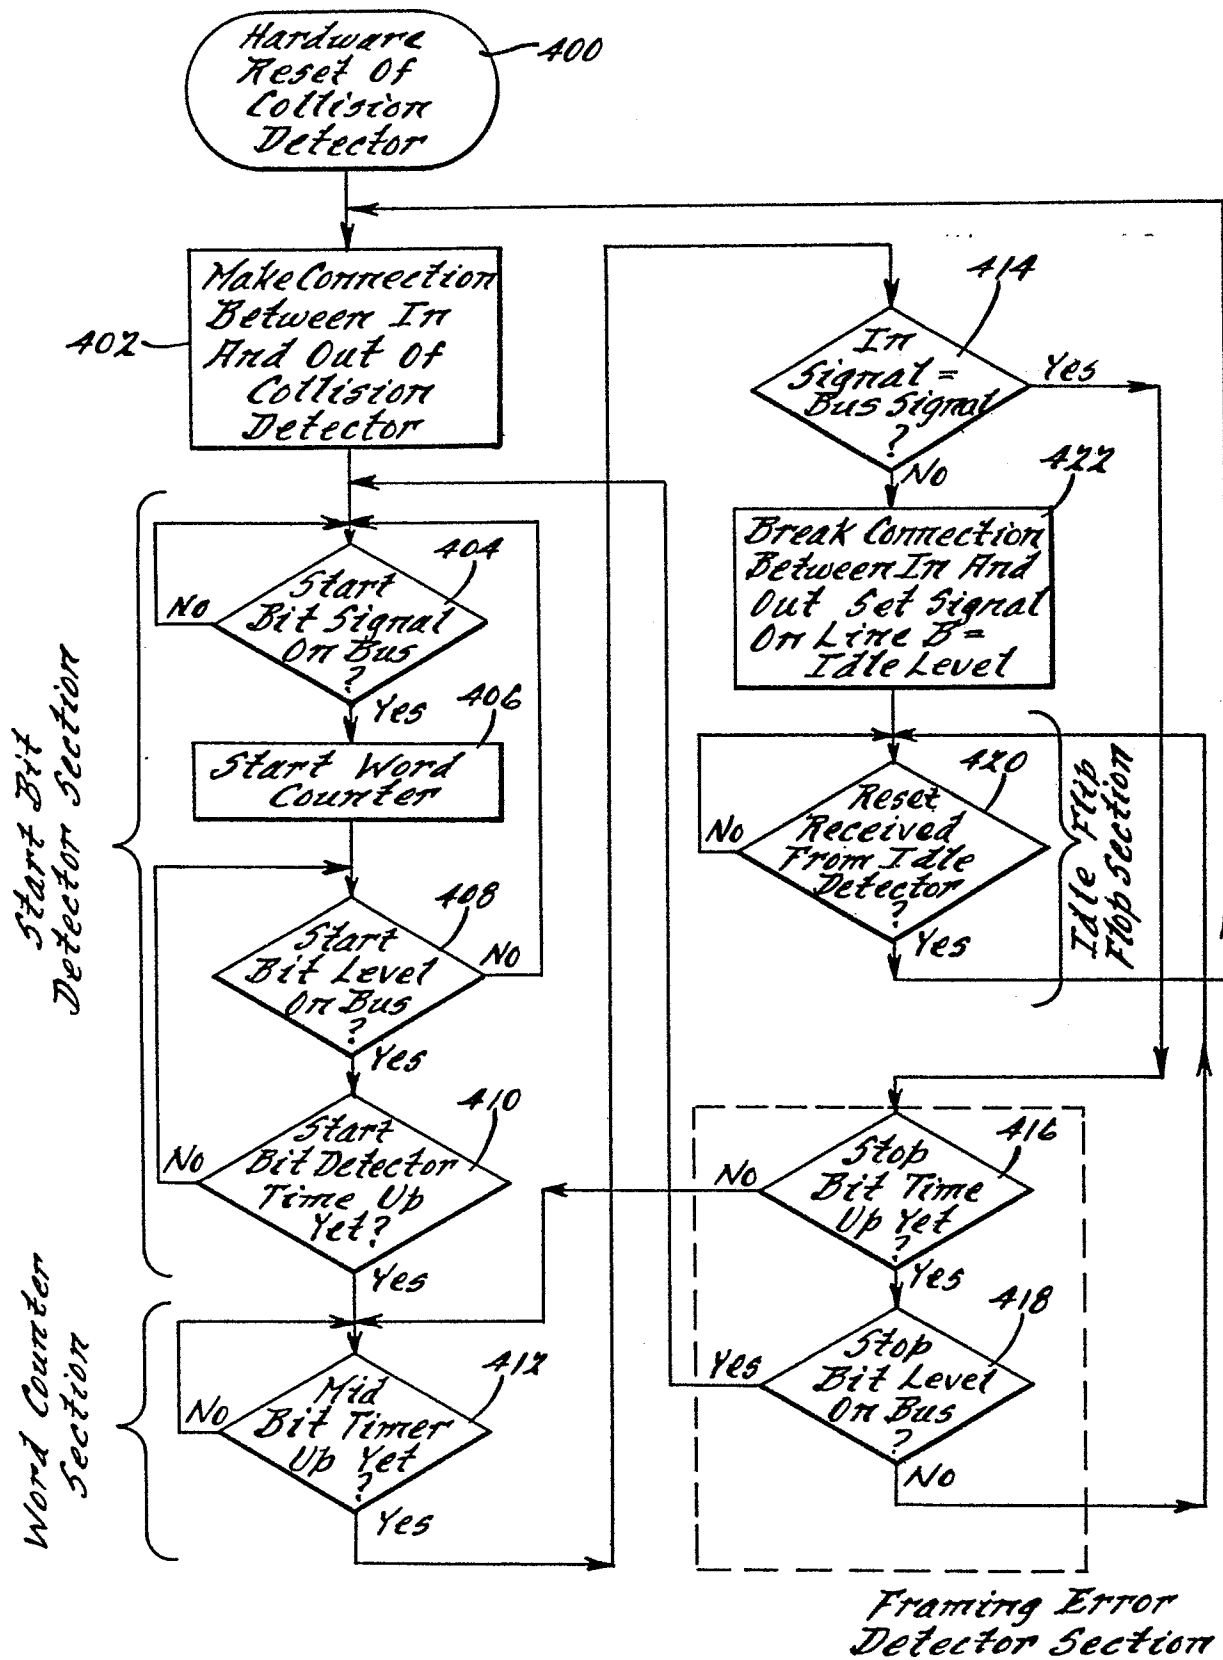 Hardware
Reset Of
Collision
Detector
400
Make Connection
Between In
And Out Of
Collision
Detector
402
Start Bit
Detector Section
Start
Bit Signal
On Bus
?
404
No
Yes
406
Start Word
Counter
Start
Bit Level
On Bus
?
408
No
Yes
Start
Bit Detector
Time Up
Yet?
410
No
Yes
Word Counter
Section
Mid
Bit Timer
Up Yet
?
412
No
Yes
In
Signal =
Bus Signal
?
414
Yes
No
422
Break Connection
Between In And
Out Set Signal
On Line B =
Idle Level
Reset
Received
From Idle
Detector
?
420
No
Yes
Idle Flip
Flop Section
Stop
Bit Time
Up Yet
?
416
No
Yes
Stop
Bit Level
On Bus
?
418
Yes
No
Framing Error
Detector Section